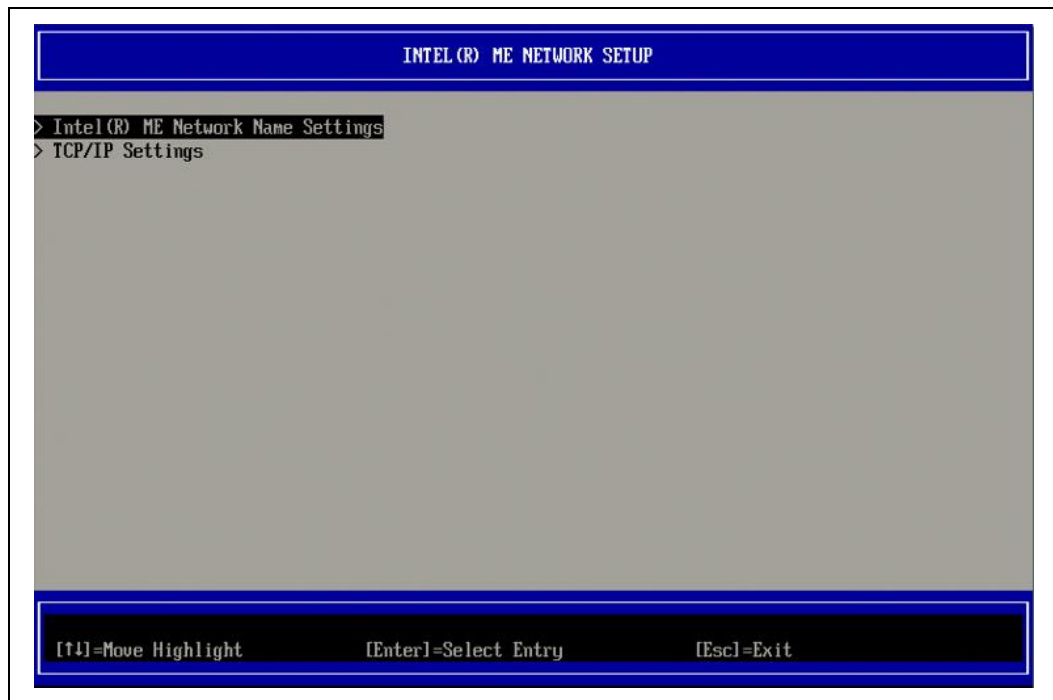 INTEL(R) ME NETWORK SETUP
> Intel(R) ME Network Name Settings
> TCP/IP Settings
[↑↓]=Move Highlight [Enter]=Select Entry [Esc]=Exit